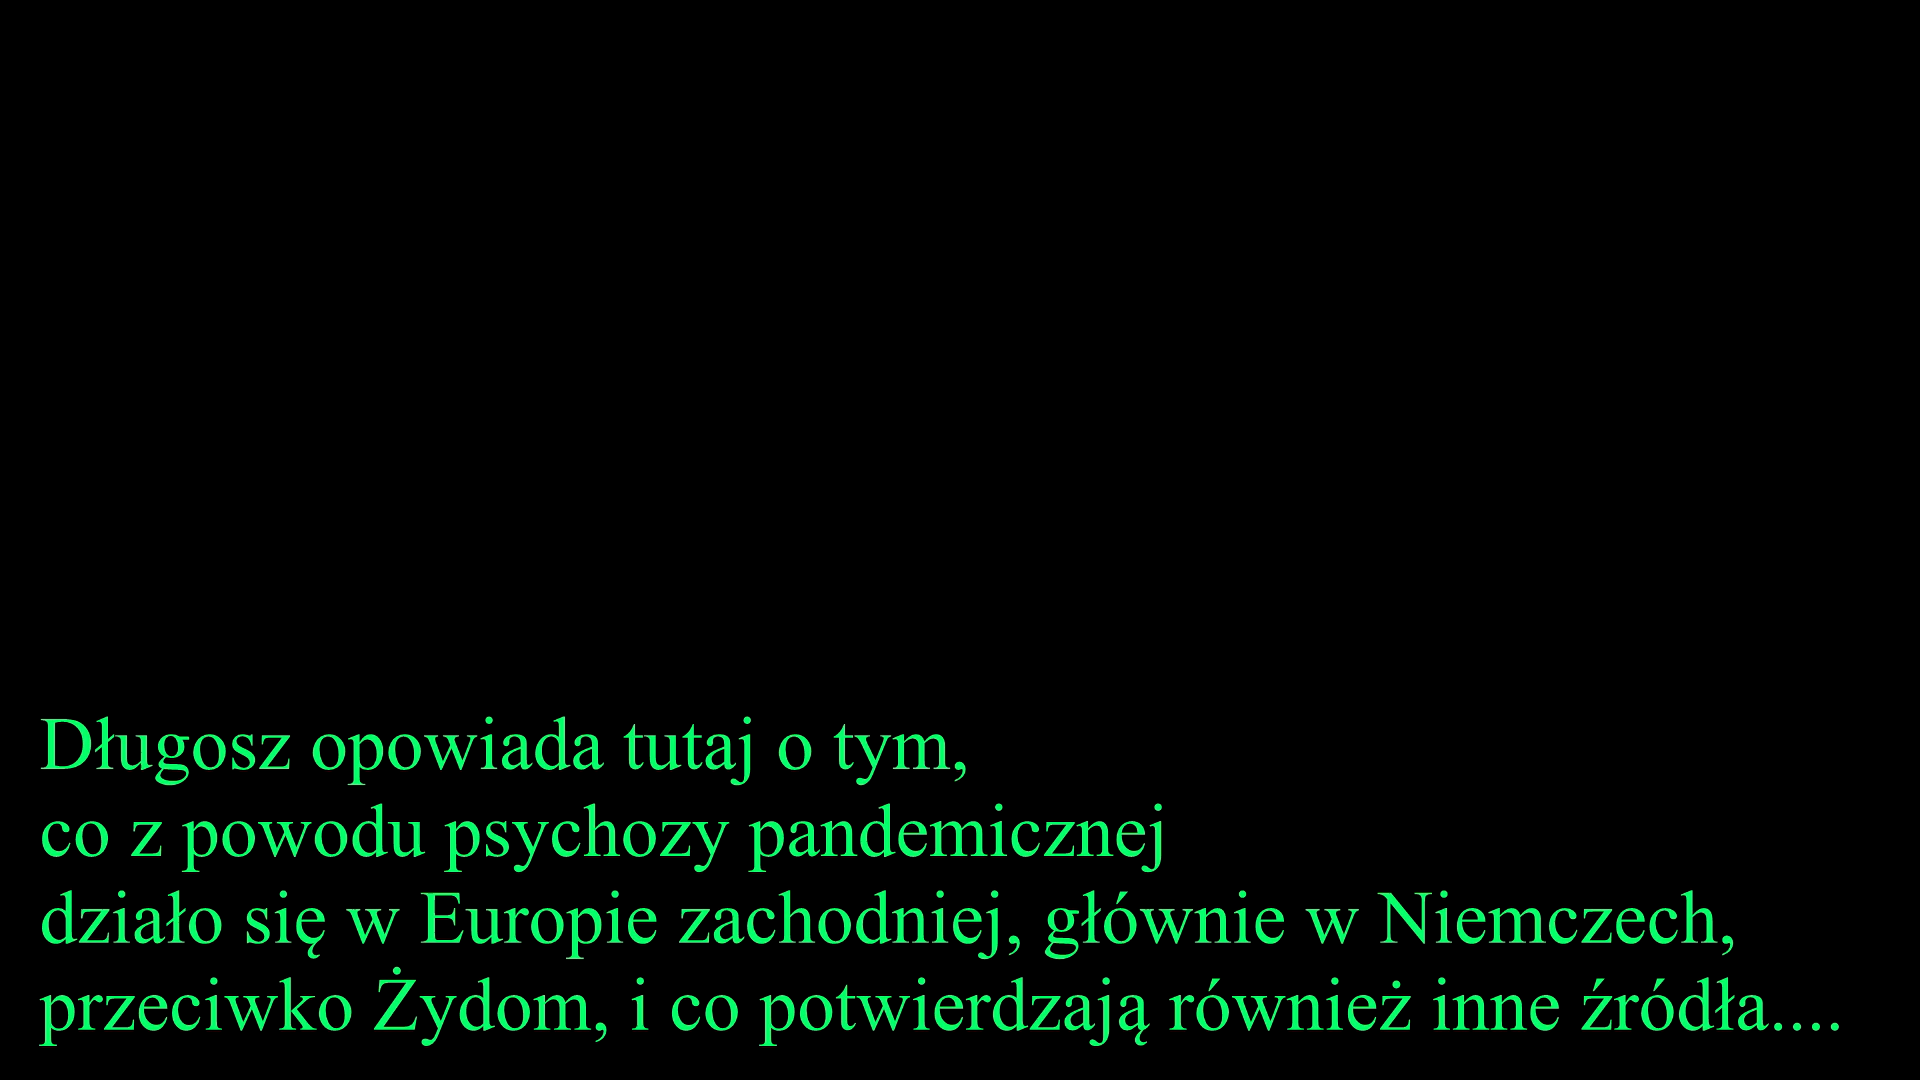 Długosz opowiada tutaj o tym,
co z powodu psychozy pandemicznej
działo się w Europie zachodniej, głównie w Niemczech,
przeciwko Żydom, i co potwierdzają również inne źródła....